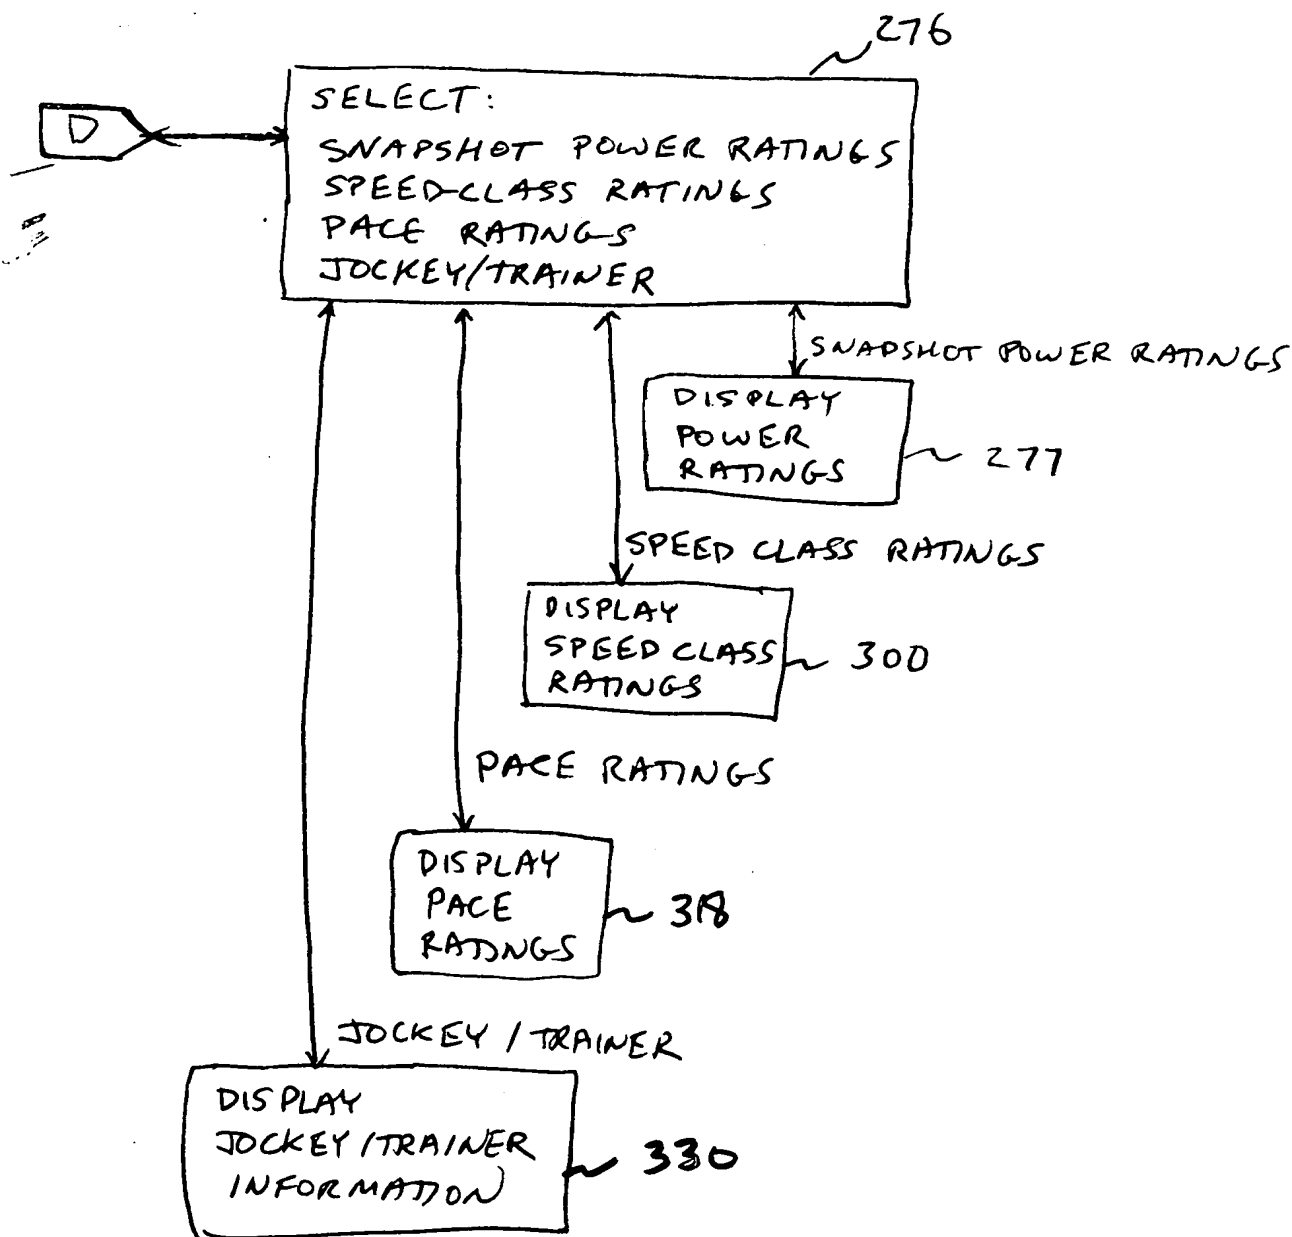 276
D
SELECT:
SNAPSHOT POWER RATINGS
SPEED-CLASS RATINGS
PACE RATINGS
JOCKEY/TRAINER
SNAPSHOT POWER RATINGS
DISPLAY
POWER
RATINGS
277
SPEED CLASS RATINGS
DISPLAY
SPEED CLASS
RATINGS
300
PACE RATINGS
DISPLAY
PACE
RATINGS
318
JOCKEY / TRAINER
DISPLAY
JOCKEY/TRAINER
INFORMATION
330